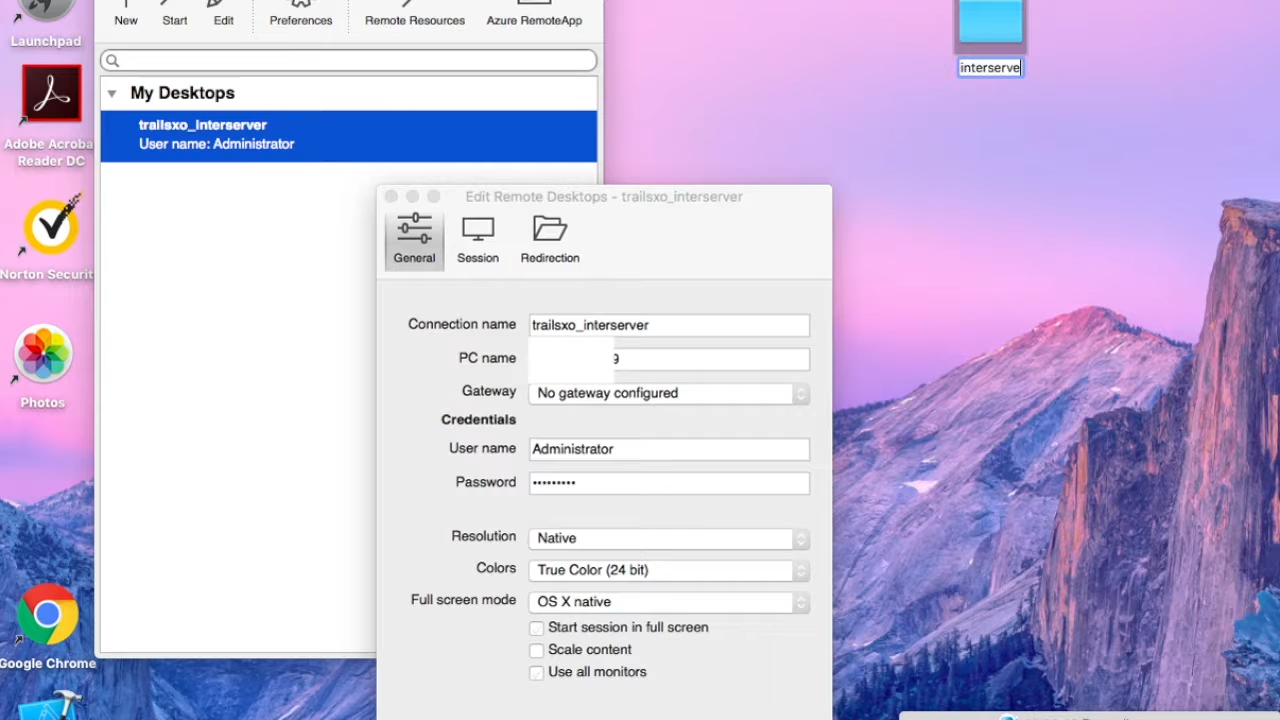 New Start Edit Preferences Remote Resources Azure RemoteApp
Launchpad
Adobe Acroba
Reader DC
Norton Securit
Photos
Google Chrome
My Desktops
trailsxo_interserver
User name: Administrator
interserve
Edit Remote Desktops - trailsxo_interserver
General Session Redirection
Connection name trailsxo_interserver
PC name 9
Gateway No gateway configured
Credentials
User name Administrator
Password •••••••••
Resolution Native
Colors True Color (24 bit)
Full screen mode OS X native
Start session in full screen
Scale content
Use all monitors